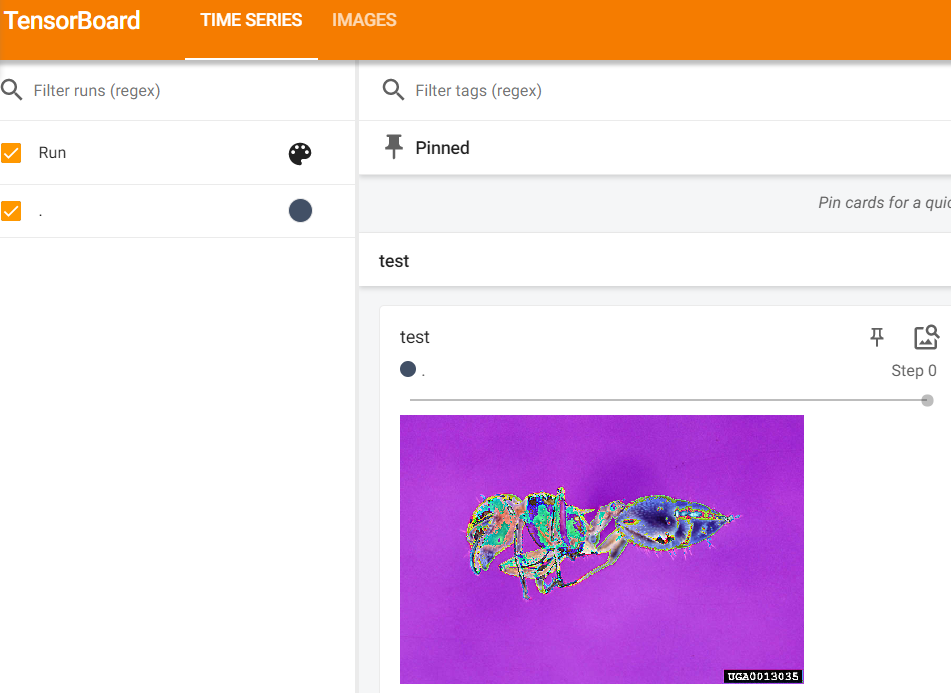 TensorBoard
TIME SERIES
IMAGES
Filter runs (regex)
Filter tags (regex)
Run
Pinned
.
Pin cards for a quic
test
test
.
Step 0
UGA0013035